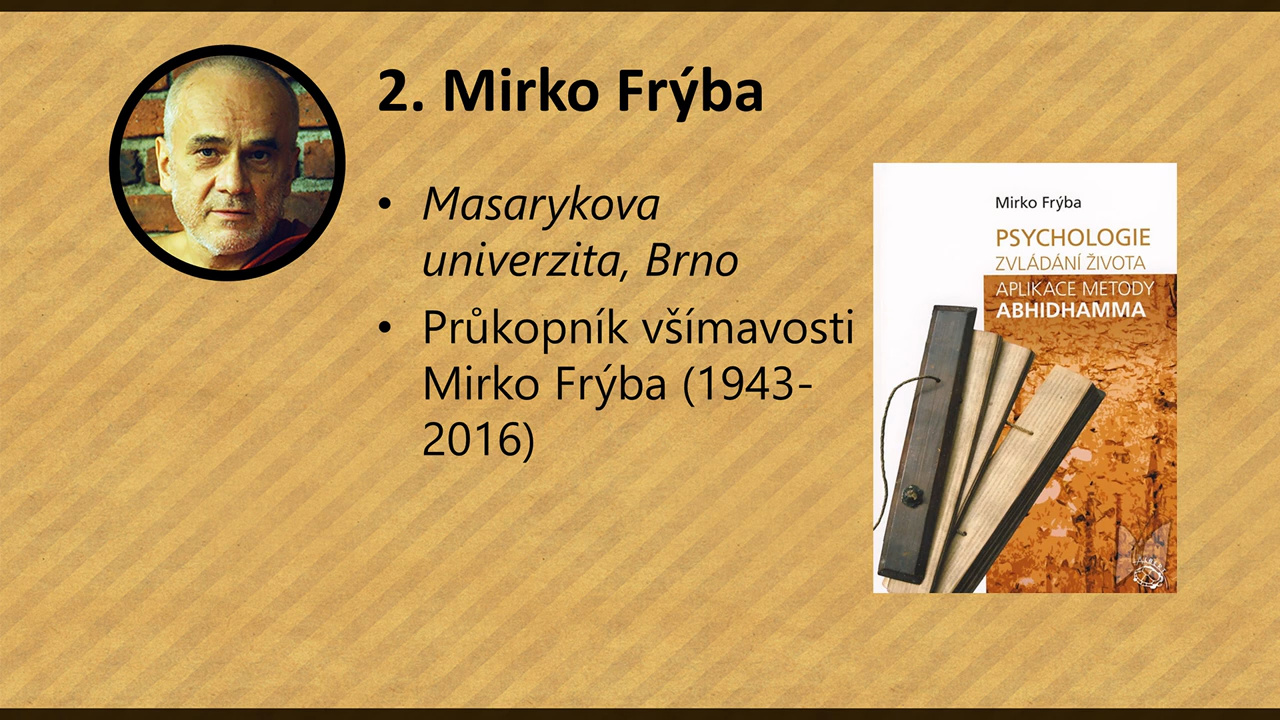 2. Mirko Frýba
• Masarykova
univerzita, Brno
• Průkopník všímavosti
Mirko Frýba (1943-
2016)
Mirko Frýba
PSYCHOLOGIE
ZVLÁDÁNÍ ŽIVOTA
APLIKACE METODY
ABHIDHAMMA